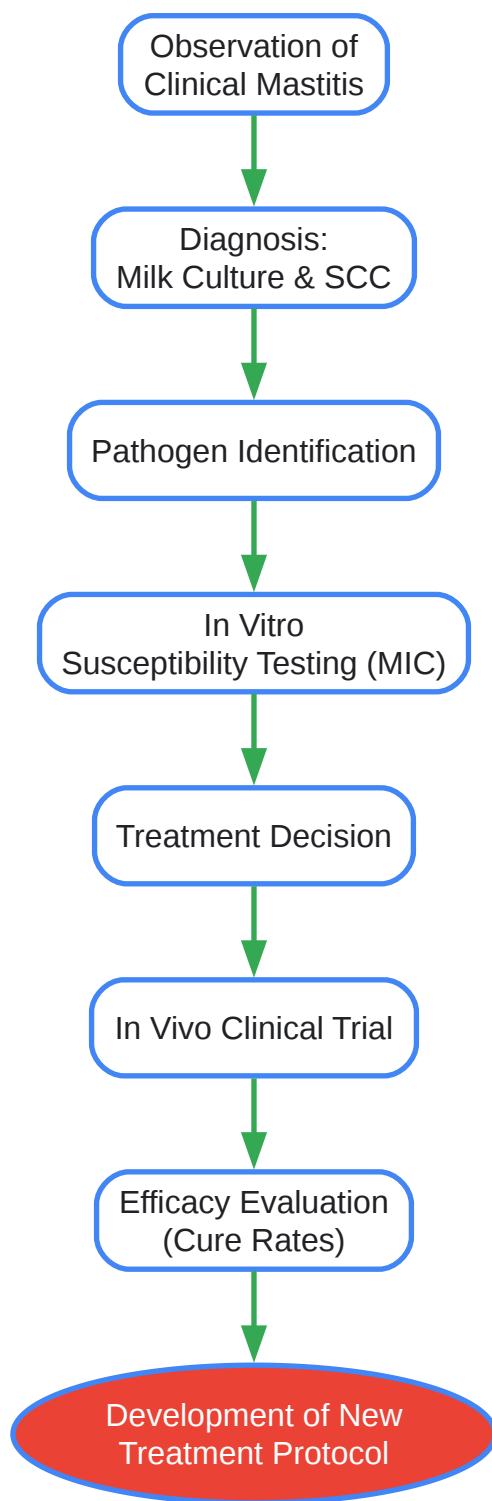 Observation of
Clinical Mastitis
Diagnosis:
Milk Culture & SCC
Pathogen Identification
In Vitro
Susceptibility Testing (MIC)
Treatment Decision
In Vivo Clinical Trial
Efficacy Evaluation
(Cure Rates)
Development of New
Treatment Protocol